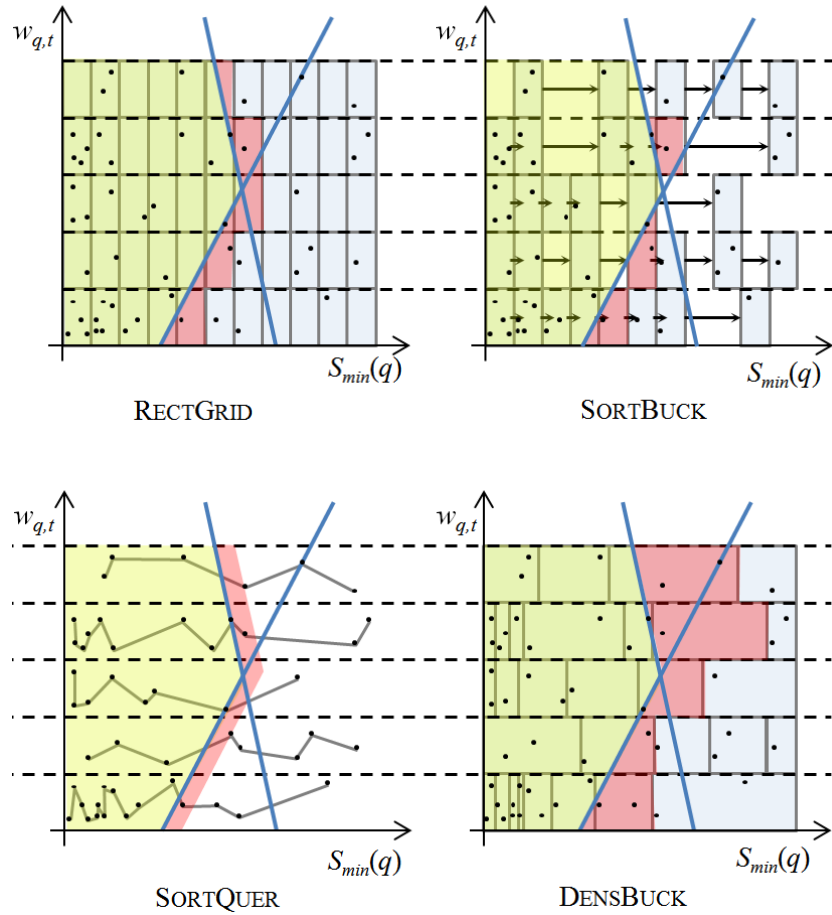 w_{q,t}
S_{min}(q)
RECTGRID
w_{q,t}
S_{min}(q)
SORTBUCK
w_{q,t}
S_{min}(q)
SORTQUER
w_{q,t}
S_{min}(q)
DENSBUCK